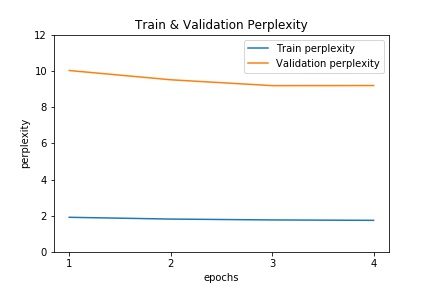 Train & Validation Perplexity
12
10
8
6
4
2
0
perplexity
Train perplexity
Validation perplexity
1 2 3 4
epochs